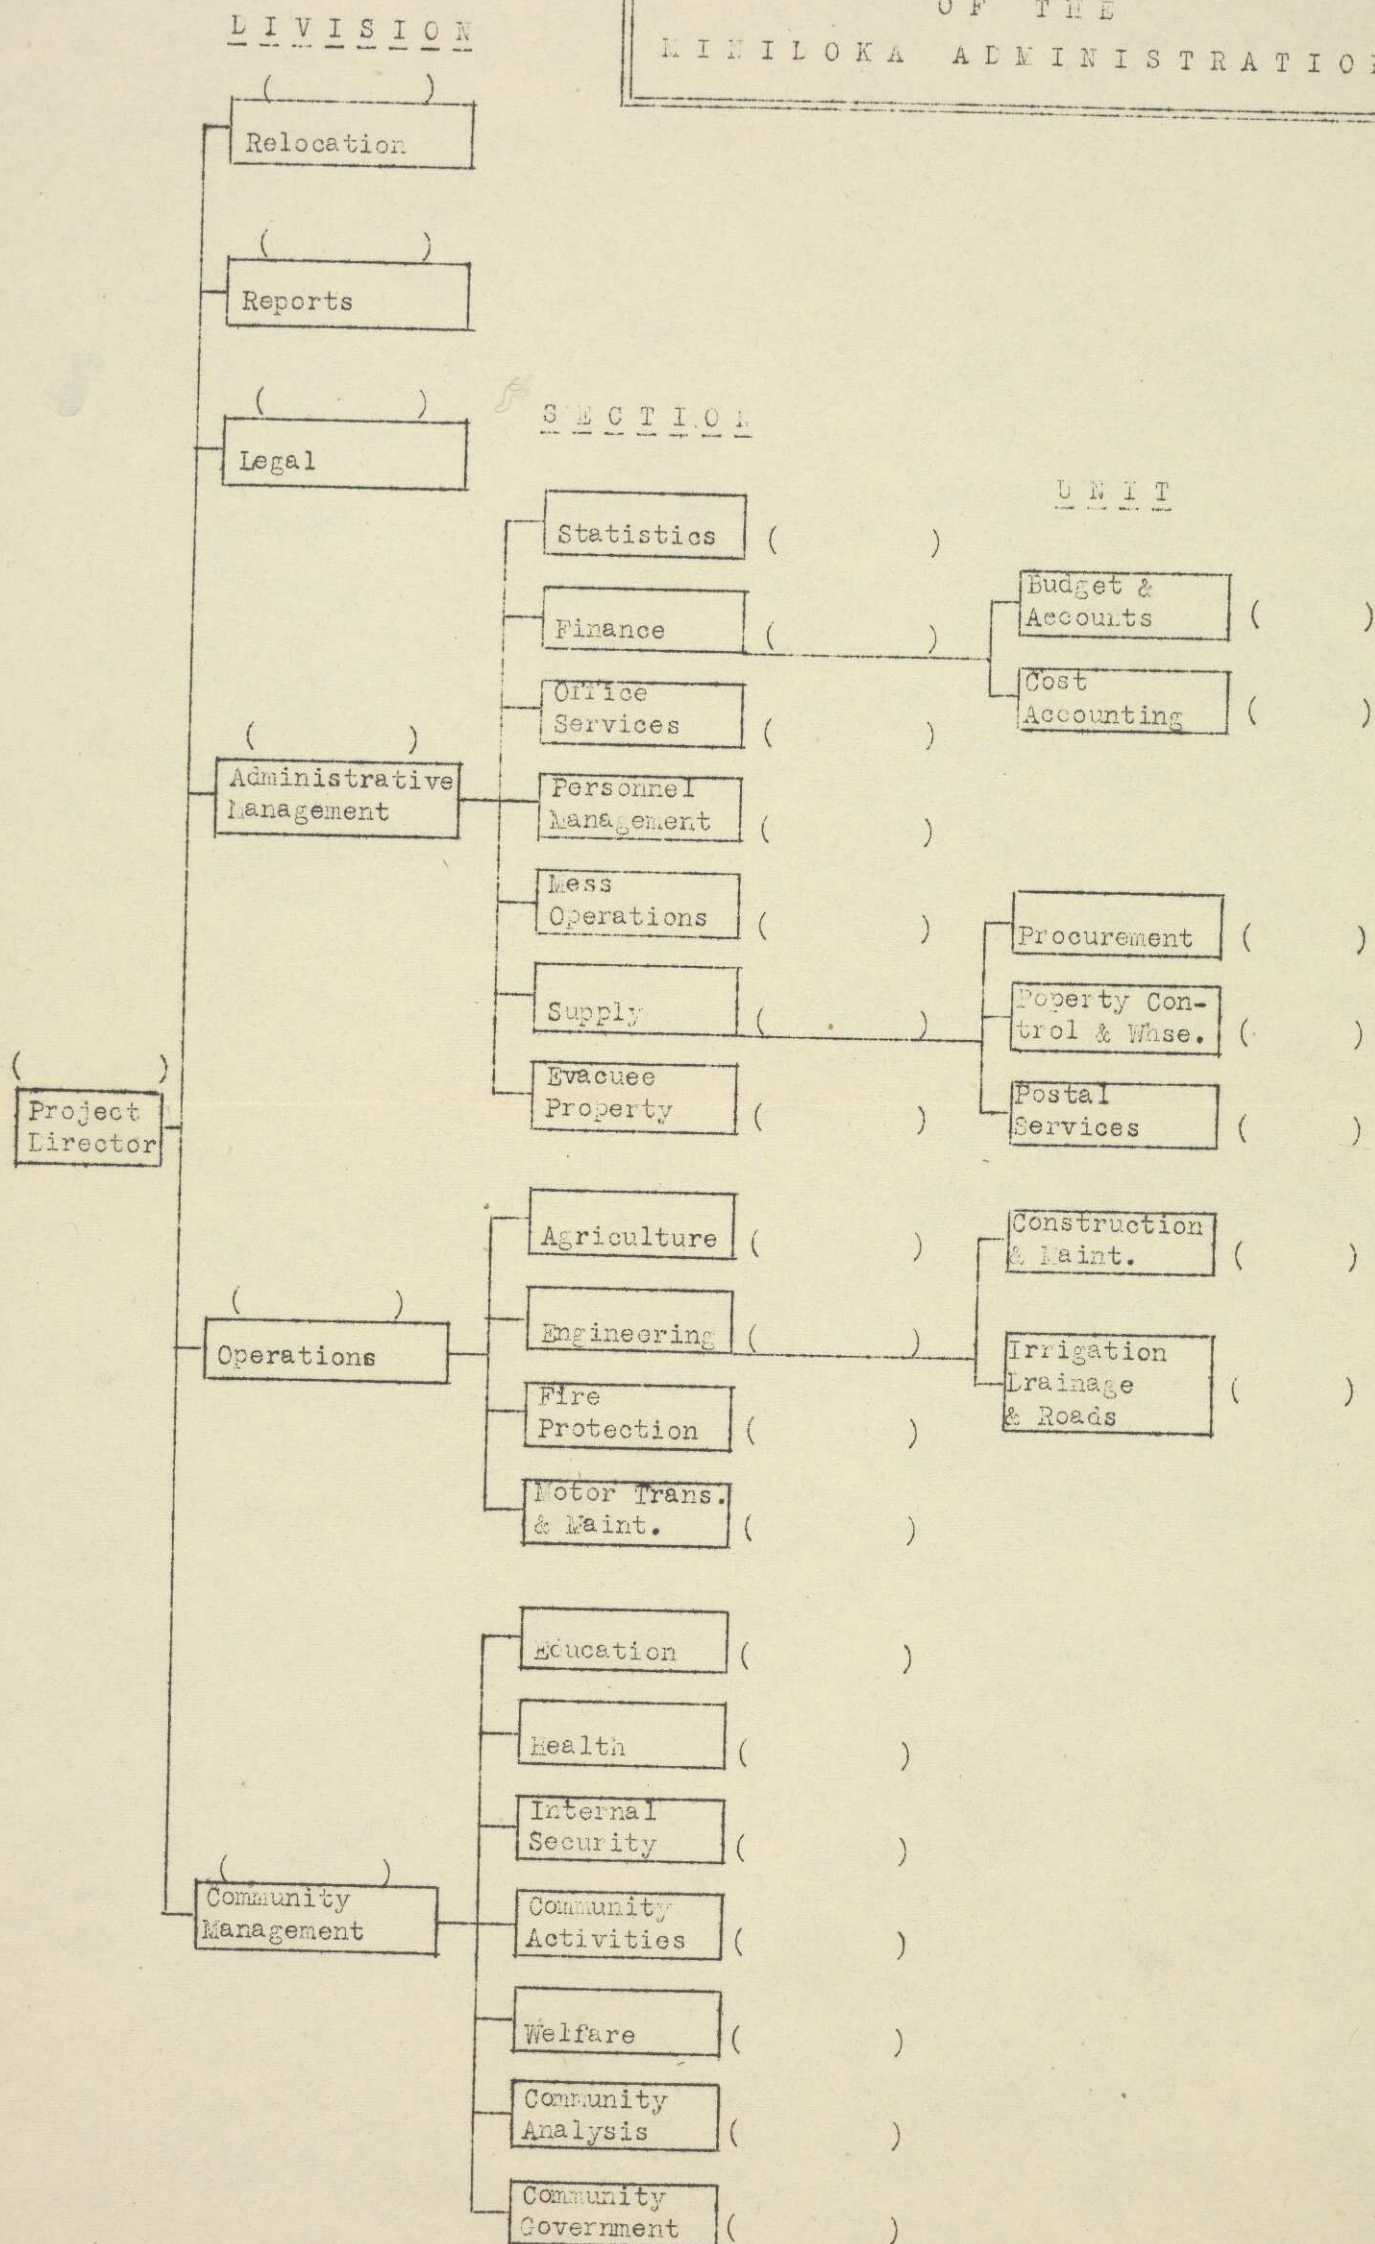 DIVISION
OF THE
MINILOKA ADMINISTRATION
( )
Relocation
( )
Reports
( )
Legal
SECTION
UNIT
Statistics ( )
Finance ( )
Budget &
Accounts ( )
Cost
Accounting ( )
Office
Services ( )
( )
Administrative
Management
Personnel
Management ( )
Mess
Operations ( )
Supply ( )
Procurement ( )
Poperty Con-
trol & Whse. ( )
Postal
Services ( )
Evacuee
Property ( )
( )
Project
Director
Agriculture ( )
( )
Operations
Engineering ( )
Construction
& Maint. ( )
Irrigation
Drainage
& Roads ( )
Fire
Protection ( )
Motor Trans.
& Maint. ( )
Education ( )
Health ( )
Internal
Security ( )
( )
Community
Management
Community
Activities ( )
Welfare ( )
Community
Analysis ( )
Community
Government ( )